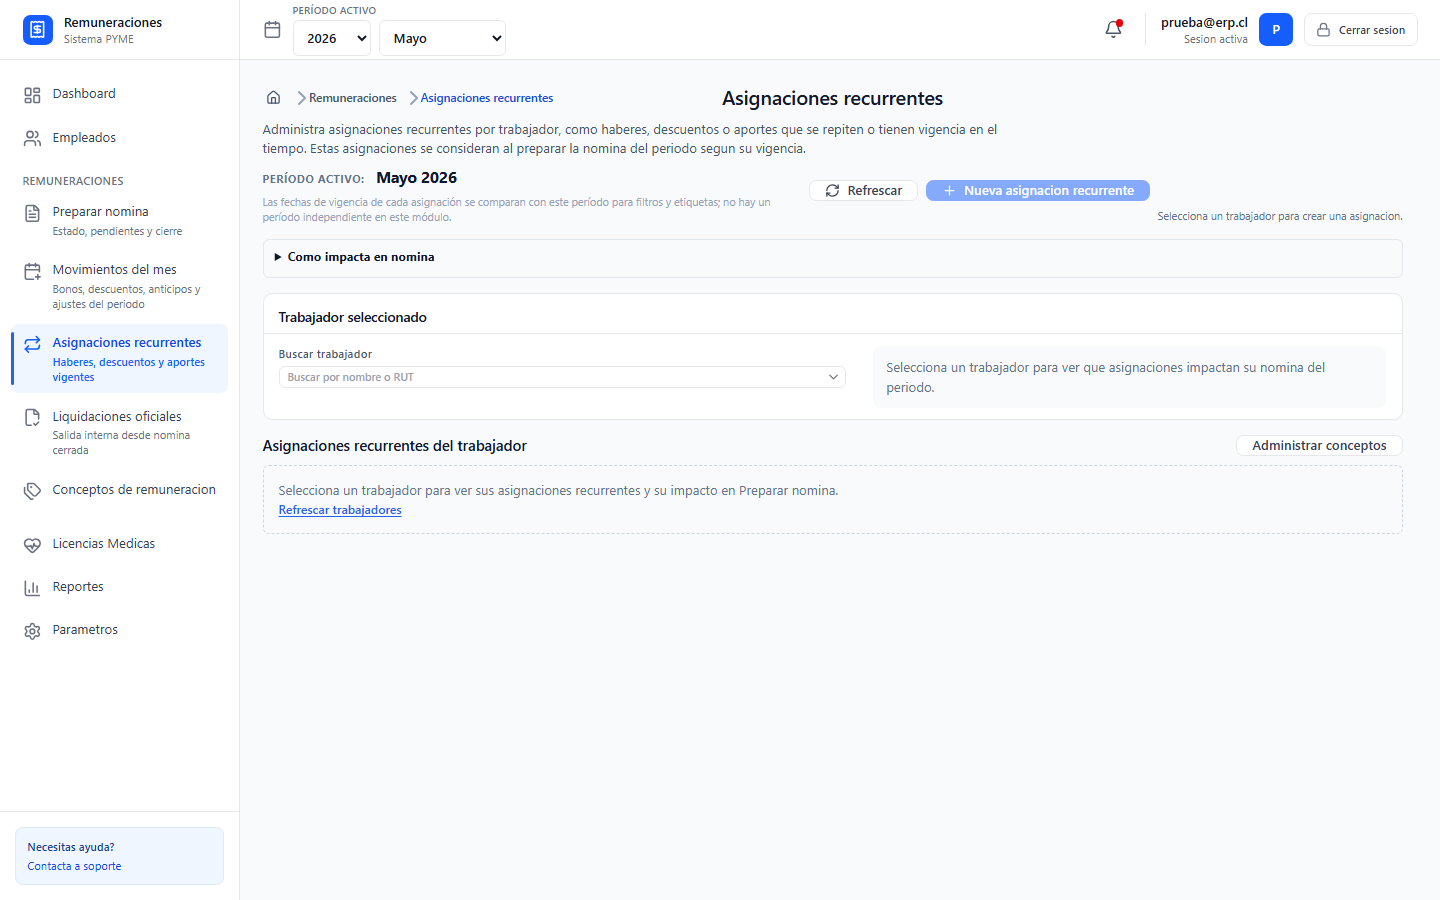 Remuneraciones
Sistema PYME
PERÍODO ACTIVO
2026
Mayo
prueba@erp.cl
Sesion activa
P
Cerrar sesion
Dashboard
Empleados
REMUNERACIONES
Preparar nomina
Estado, pendientes y cierre
Movimientos del mes
Bonos, descuentos, anticipos y
ajustes del periodo
Asignaciones recurrentes
Haberes, descuentos y aportes
vigentes
Liquidaciones oficiales
Salida interna desde nomina
cerrada
Conceptos de remuneracion
Licencias Medicas
Reportes
Parametros
Necesitas ayuda?
Contacta a soporte
Remuneraciones
Asignaciones recurrentes
Asignaciones recurrentes
Administra asignaciones recurrentes por trabajador, como haberes, descuentos o aportes que se repiten o tienen vigencia en el
tiempo. Estas asignaciones se consideran al preparar la nomina del periodo segun su vigencia.
PERÍODO ACTIVO: Mayo 2026
Las fechas de vigencia de cada asignación se comparan con este período para filtros y etiquetas; no hay un
período independiente en este módulo.
Refrescar
Nueva asignacion recurrente
Selecciona un trabajador para crear una asignacion.
Como impacta en nomina
Trabajador seleccionado
Buscar trabajador
Buscar por nombre o RUT
Selecciona un trabajador para ver que asignaciones impactan su nomina del
periodo.
Asignaciones recurrentes del trabajador
Administrar conceptos
Selecciona un trabajador para ver sus asignaciones recurrentes y su impacto en Preparar nomina.
Refrescar trabajadores